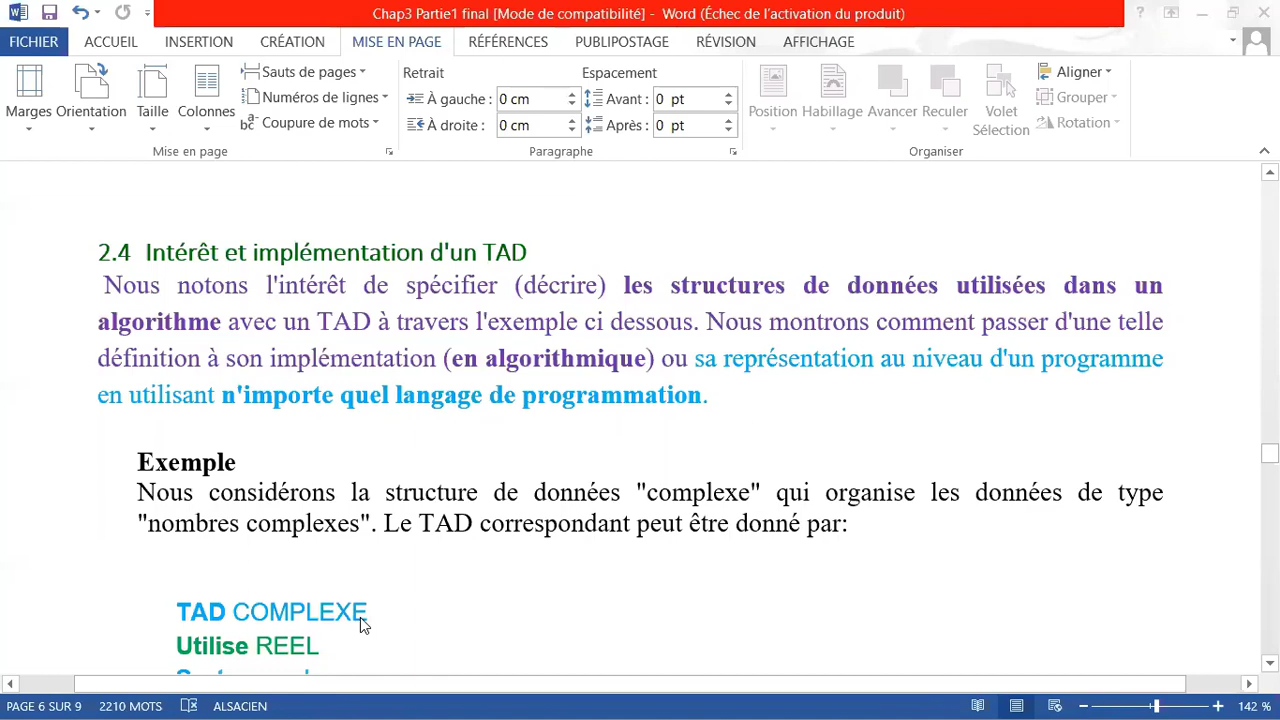 Chap3 Partie1 final [Mode de compatibilité] - Word (Échec de l'activation du produit)
?
FICHIER ACCUEIL INSERTION CRÉATION MISE EN PAGE RÉFÉRENCES PUBLIPOSTAGE RÉVISION AFFICHAGE
Marges Orientation Taille Colonnes
Sauts de pages
Numéros de lignes
Coupure de mots
Retrait Espacement
À gauche : 0 cm Avant : 0 pt
À droite : 0 cm Après : 0 pt
Position Habillage Avancer Reculer Volet Sélection
Aligner
Grouper
Rotation
Mise en page Paragraphe Organiser
2.4 Intérêt et implémentation d'un TAD
Nous notons l'intérêt de spécifier (décrire) les structures de données utilisées dans un
algorithme avec un TAD à travers l'exemple ci dessous. Nous montrons comment passer d'une telle
définition à son implémentation (en algorithmique) ou sa représentation au niveau d'un programme
en utilisant n'importe quel langage de programmation.
Exemple
Nous considérons la structure de données "complexe" qui organise les données de type
"nombres complexes". Le TAD correspondant peut être donné par:
TAD COMPLEXE
Utilise REEL
PAGE 6 SUR 9 2210 MOTS ALSACIEN 142 %